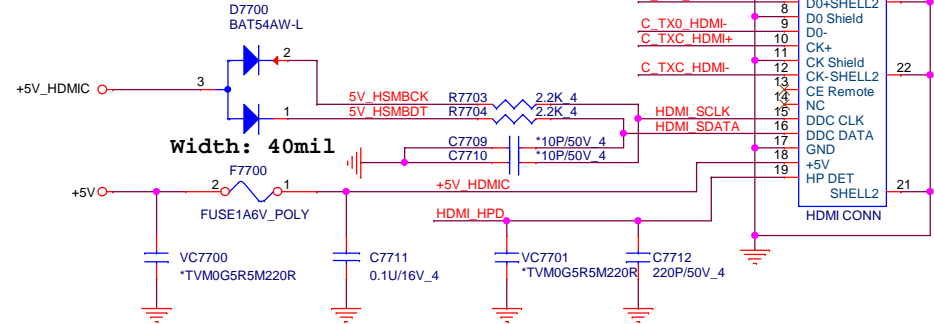 D7700
BAT54AW-L
2
+5V_HDMIC
3
1
Width: 40mil
5V_HSMBCK R7703 2.2K_4
5V_HSMBDT R7704 2.2K_4
C7709 *10P/50V_4
C7710 *10P/50V_4
HDMI_SCLK
HDMI_SDATA
C_TX0_HDMI-
C_TXC_HDMI+
C_TXC_HDMI-
D0+SHELL2
8 D0 Shield
9 D0-
10 CK+
11 CK Shield
12 CK-SHELL2 22
13 CE Remote
14 NC
15 DDC CLK
16 DDC DATA
17 GND
18 +5V
19 HP DET
SHELL2 21
HDMI CONN
+5V
2 F7700 1
FUSE1A6V_POLY
+5V_HDMIC
HDMI_HPD
VC7700
*TVM0G5R5M220R
C7711
0.1U/16V_4
VC7701
*TVM0G5R5M220R
C7712
220P/50V_4